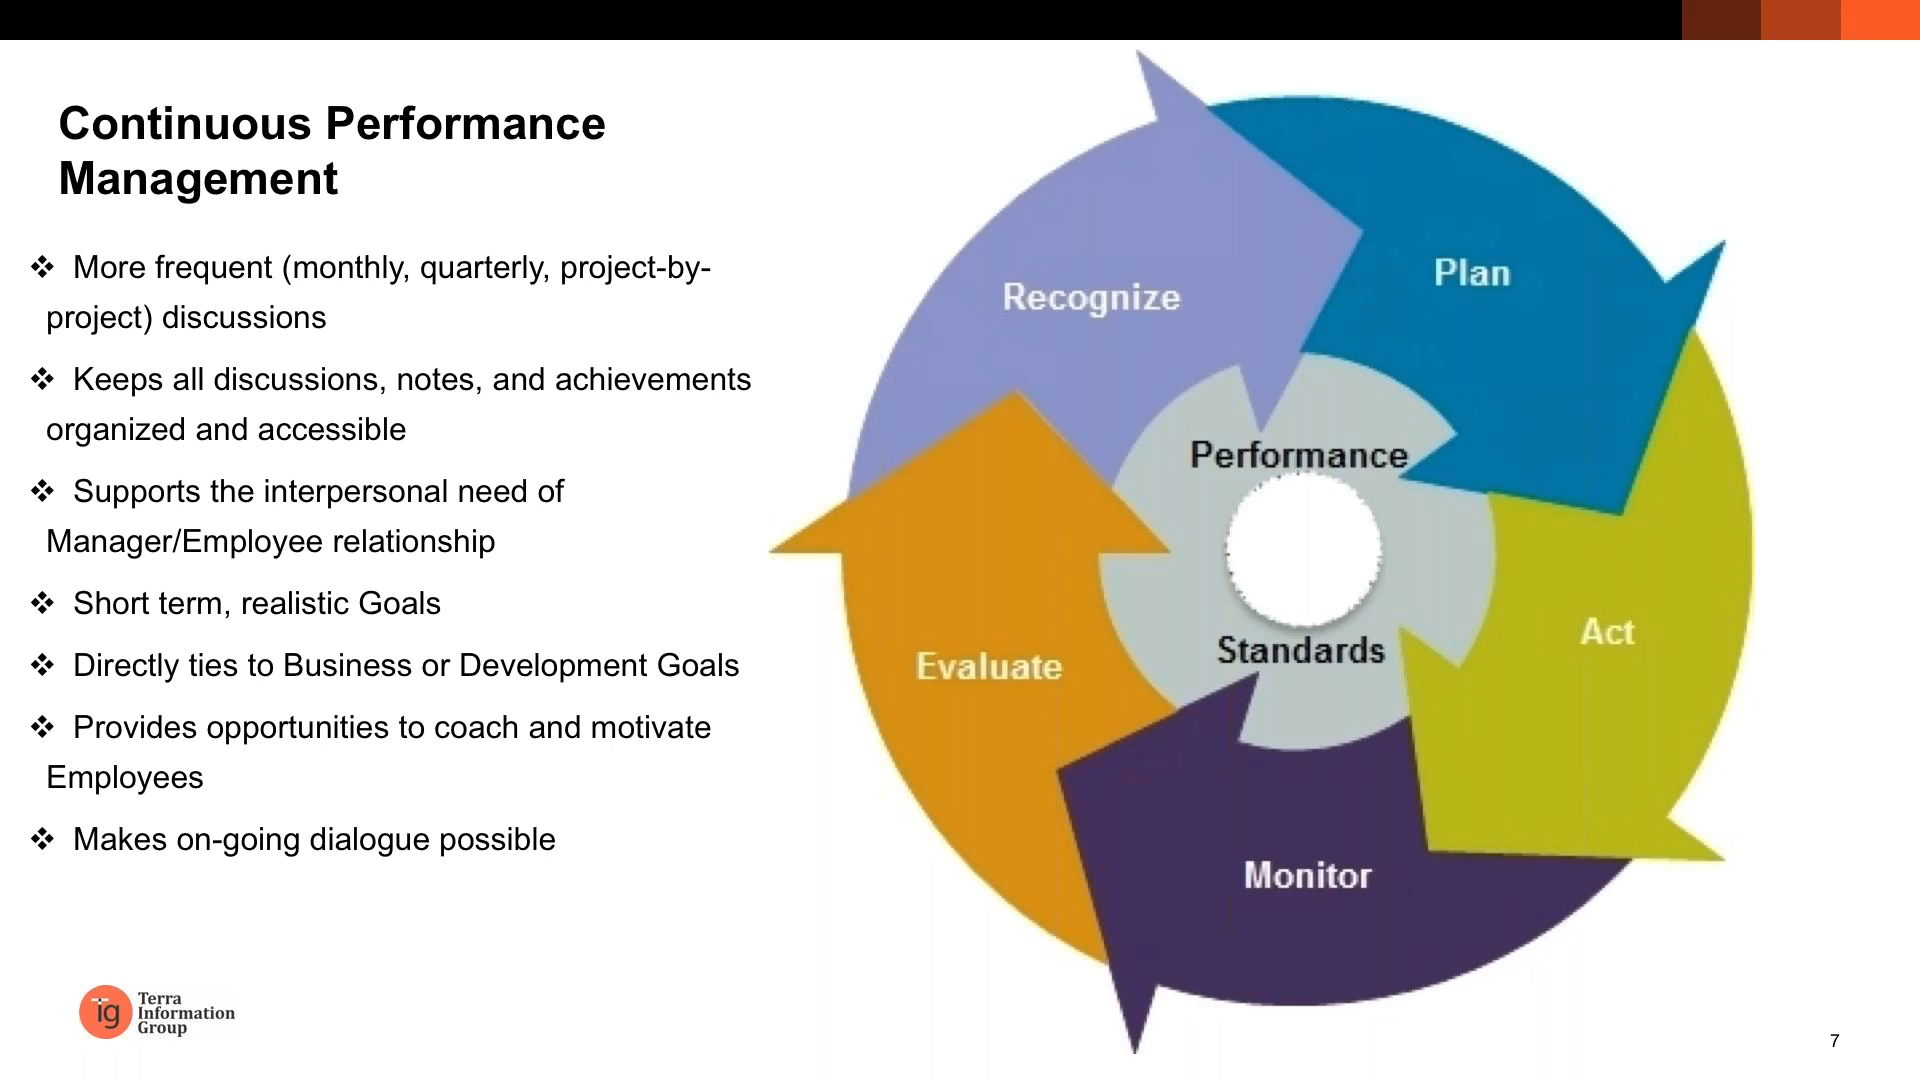 Continuous Performance
Management
❖ More frequent (monthly, quarterly, project-by-
project) discussions
❖ Keeps all discussions, notes, and achievements
organized and accessible
❖ Supports the interpersonal need of
Manager/Employee relationship
❖ Short term, realistic Goals
❖ Directly ties to Business or Development Goals
❖ Provides opportunities to coach and motivate
Employees
❖ Makes on-going dialogue possible
Recognize
Plan
Performance
Standards
Act
Evaluate
Monitor
Tig
Terra
Information
Group
7